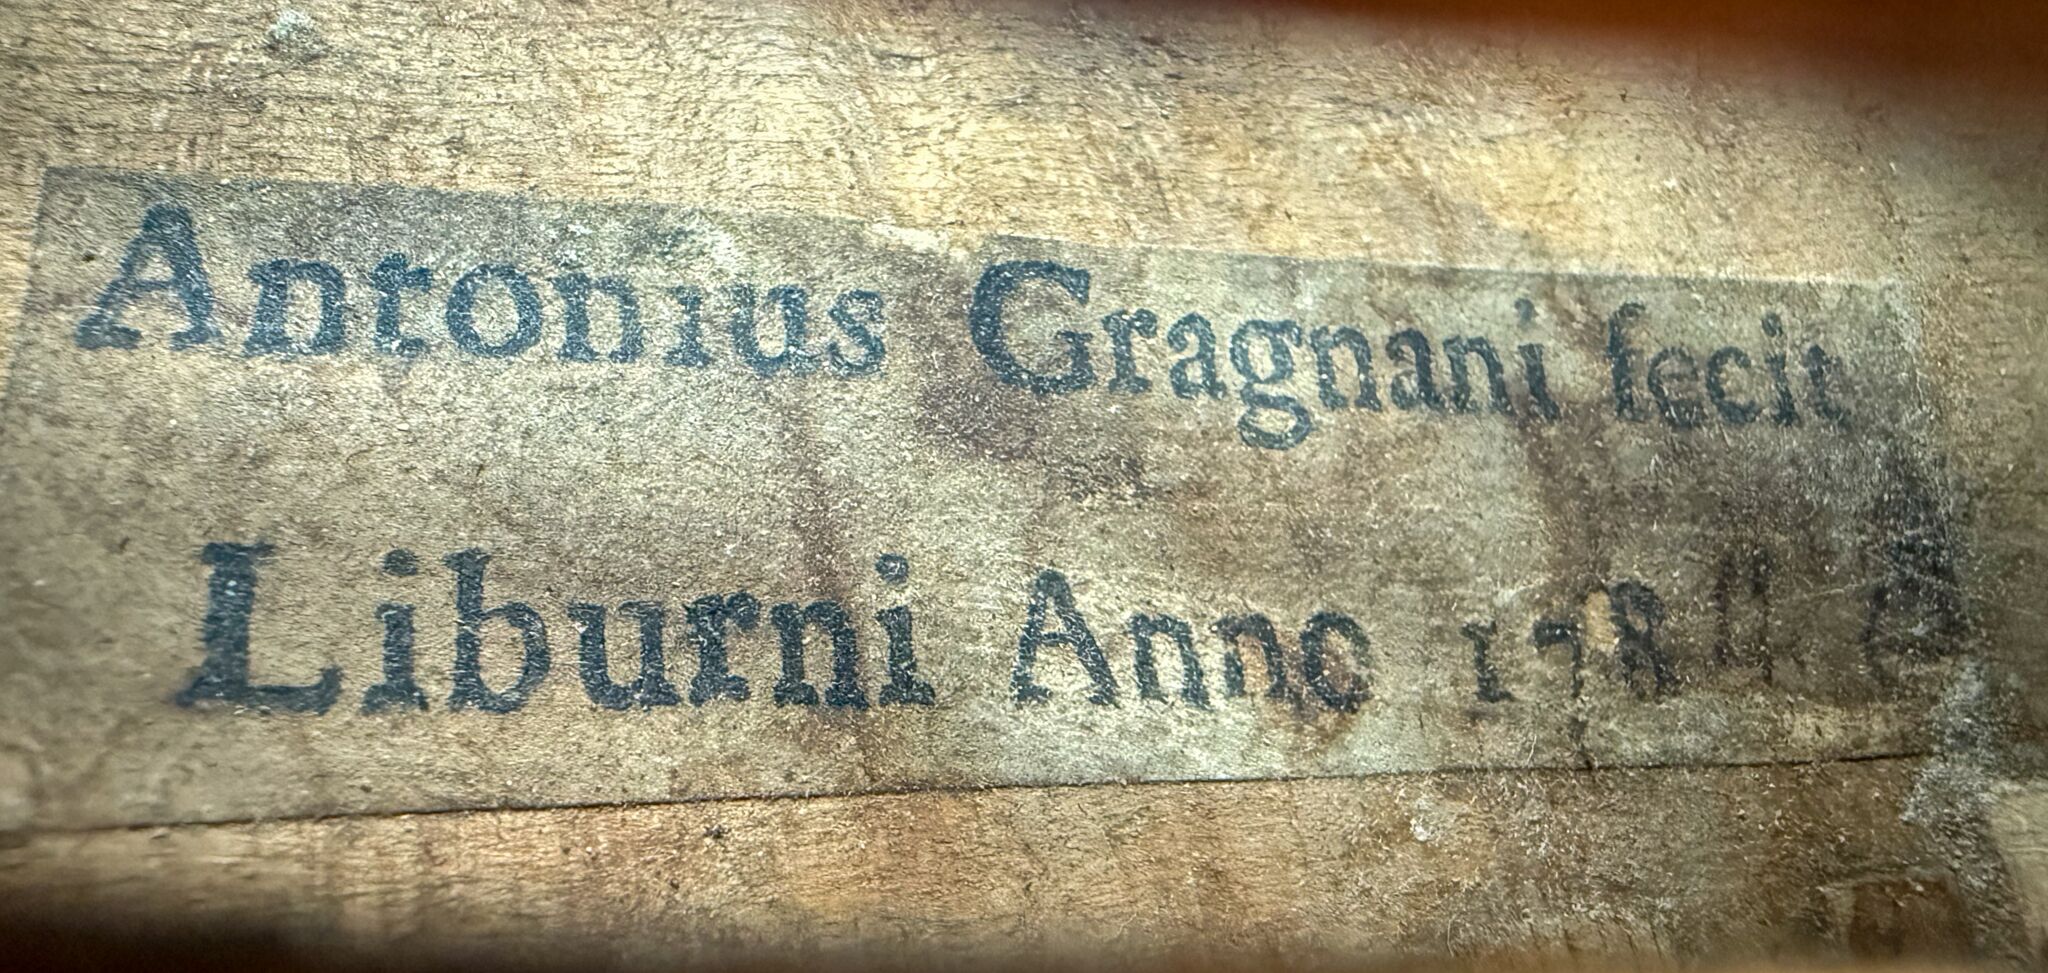 Antonius Gragnani fecit
Liburni Anno